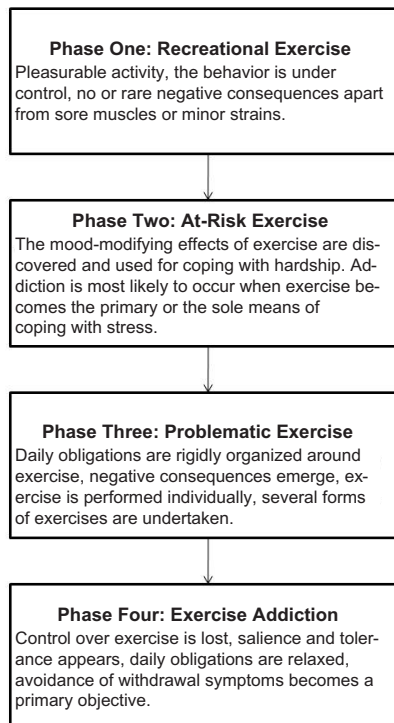 Phase One: Recreational Exercise
Pleasurable activity, the behavior is under
control, no or rare negative consequences apart
from sore muscles or minor strains.
Phase Two: At-Risk Exercise
The mood-modifying effects of exercise are dis-
covered and used for coping with hardship. Ad-
diction is most likely to occur when exercise be-
comes the primary or the sole means of
coping with stress.
Phase Three: Problematic Exercise
Daily obligations are rigidly organized around
exercise, negative consequences emerge, ex-
ercise is performed individually, several forms
of exercises are undertaken.
Phase Four: Exercise Addiction
Control over exercise is lost, salience and toler-
ance appears, daily obligations are relaxed,
avoidance of withdrawal symptoms becomes a
primary objective.